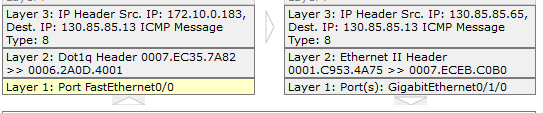 Layer 3: IP Header Src. IP: 172.10.0.183,
Dest. IP: 130.85.85.13 ICMP Message
Type: 8
Layer 2: Dot1q Header 0007.EC35.7A82
>> 0006.2A0D.4001
Layer 1: Port FastEthernet0/0
Layer 3: IP Header Src. IP: 130.85.85.65,
Dest. IP: 130.85.85.13 ICMP Message
Type: 8
Layer 2: Ethernet II Header
0001.C953.4A75 >> 0007.ECEB.C0B0
Layer 1: Port(s): GigabitEthernet0/1/0